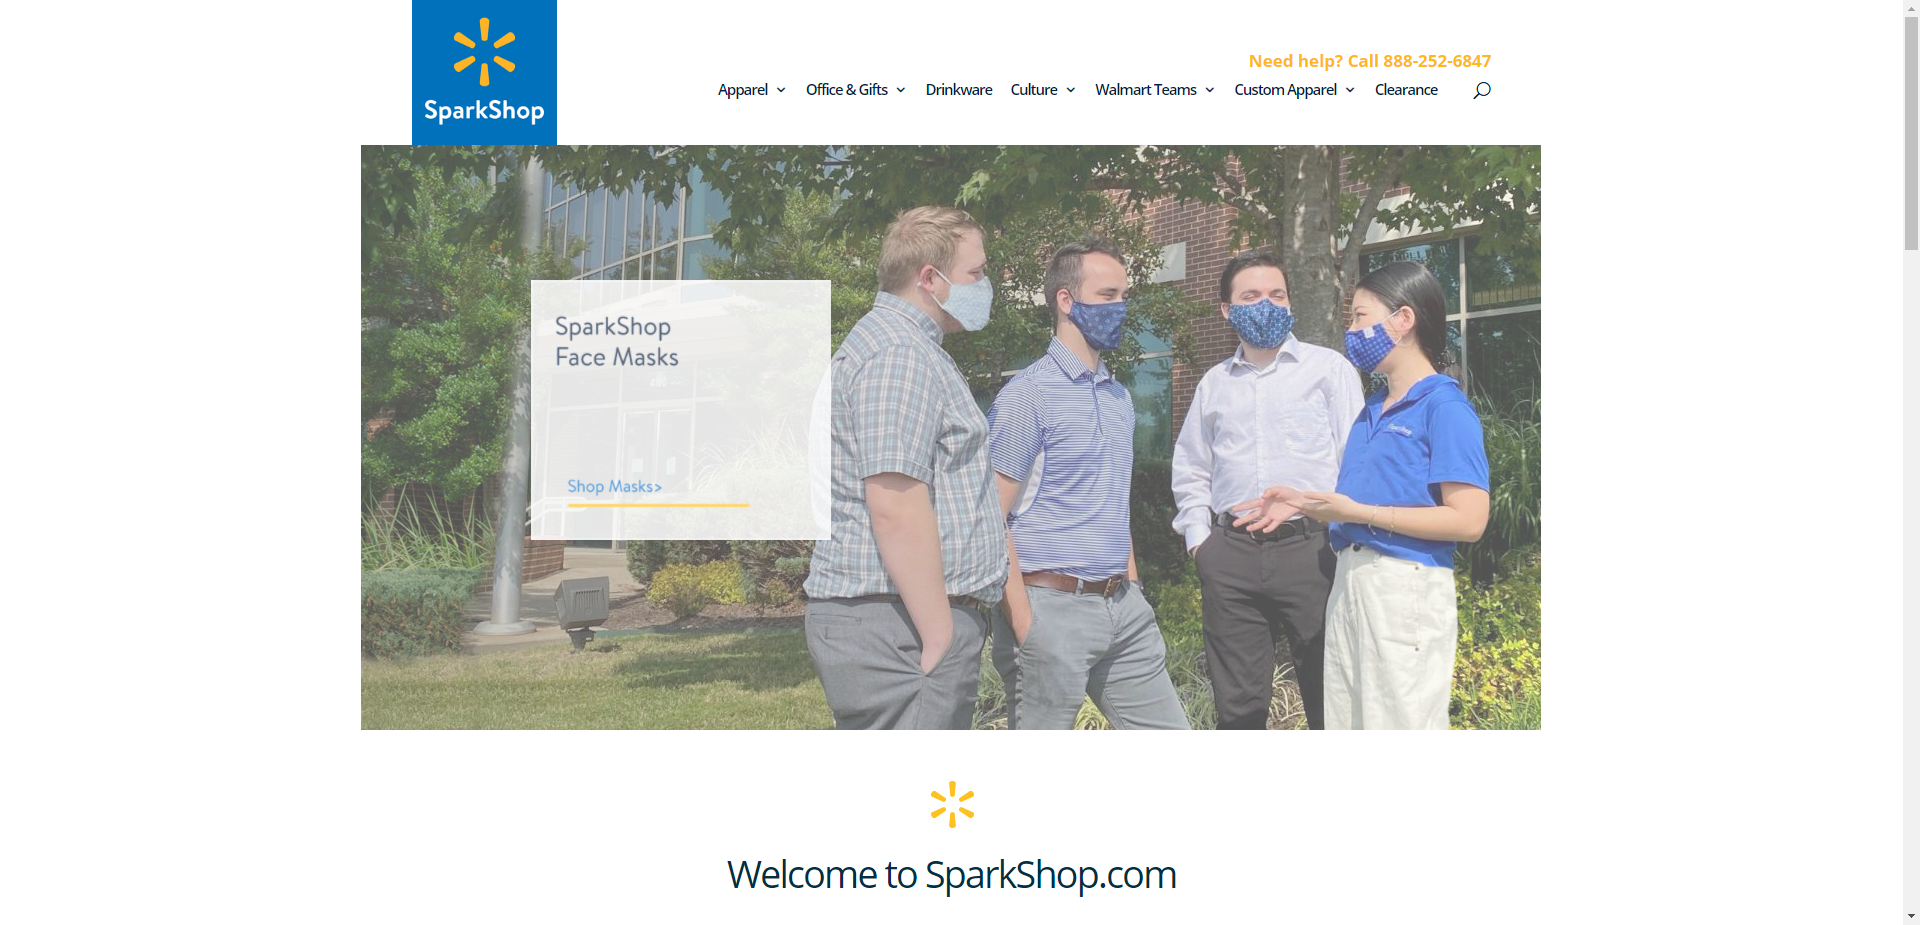 SparkShop
Need help? Call 888-252-6847
Apparel Office & Gifts Drinkware Culture Walmart Teams Custom Apparel Clearance
SparkShop
Face Masks
Shop Masks>
Welcome to SparkShop.com